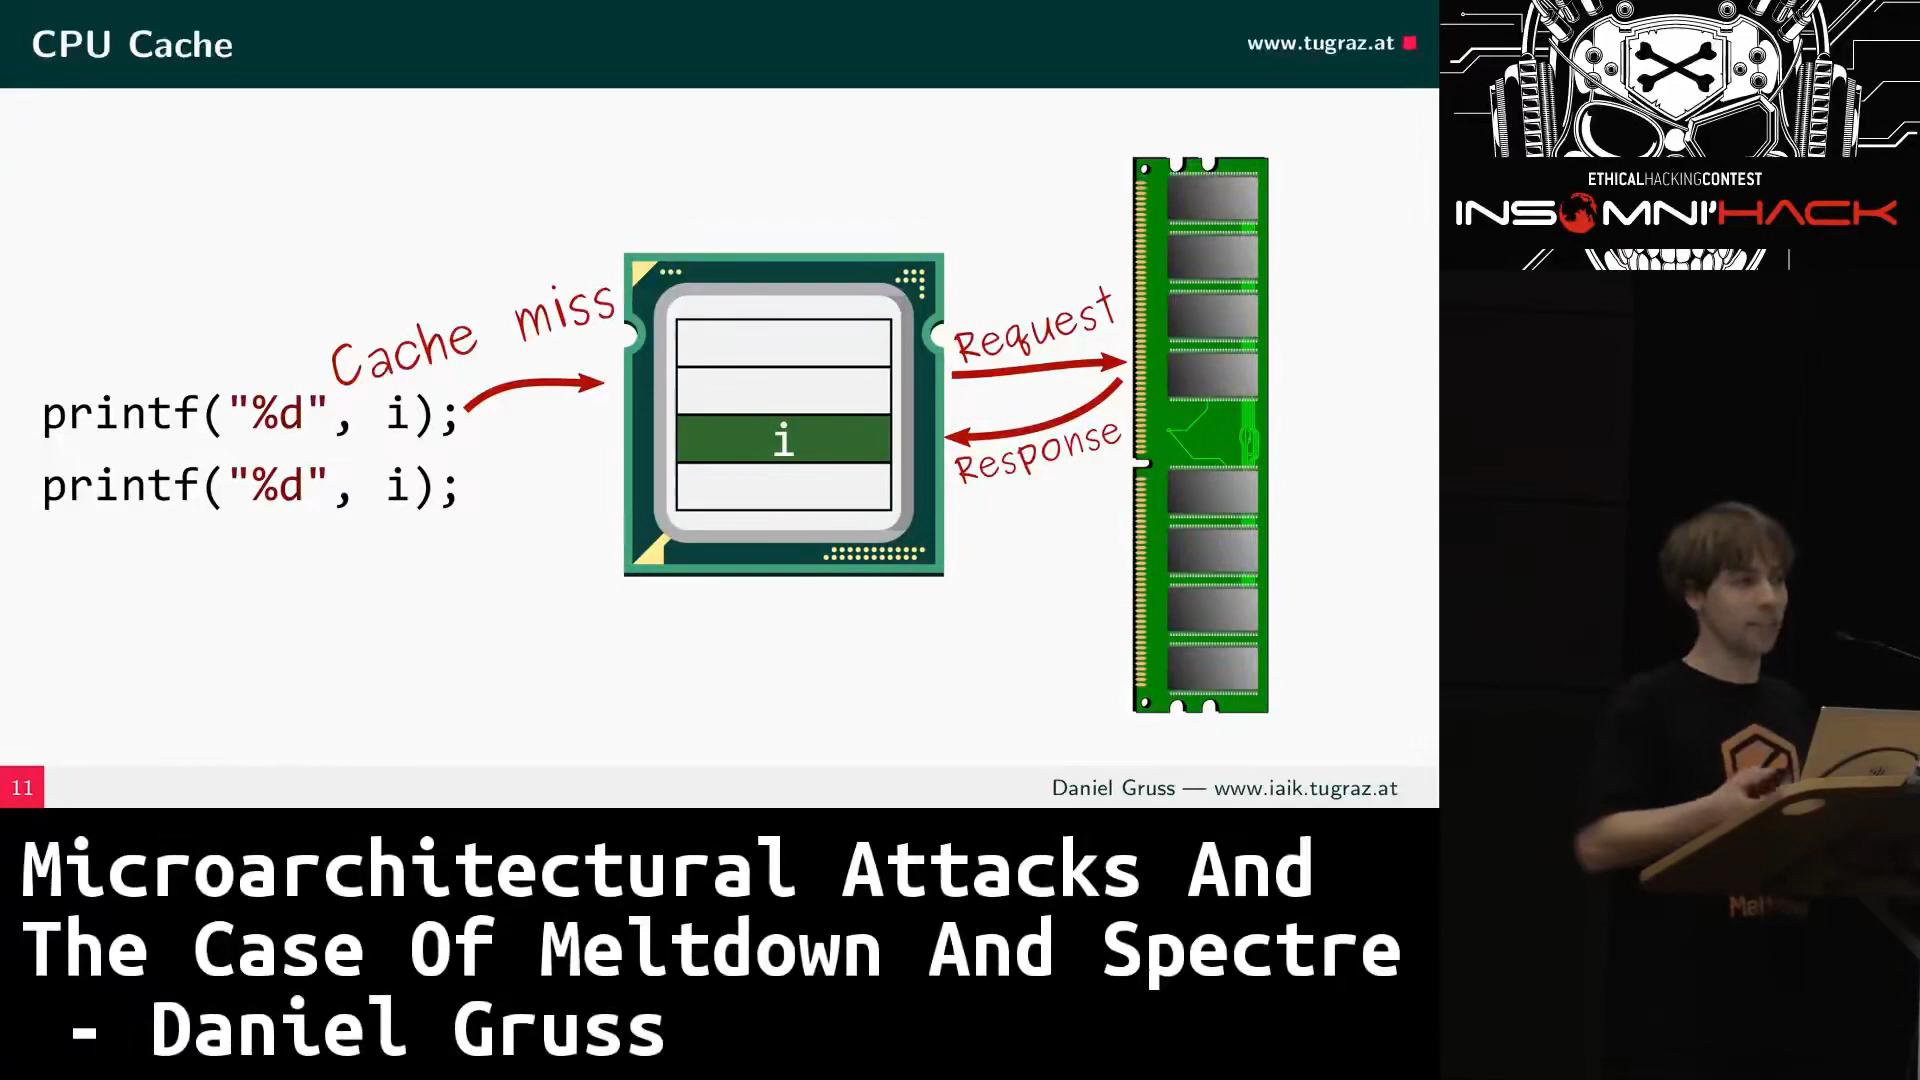 CPU Cache
www.tugraz.at
Cache miss
printf("%d", i);
printf("%d", i);
i
Request
Response
11
Daniel Gruss — www.iaik.tugraz.at
ETHICALHACKINGCONTEST
INSOMNI'HACK
Microarchitectural Attacks And
The Case Of Meltdown And Spectre
- Daniel Gruss